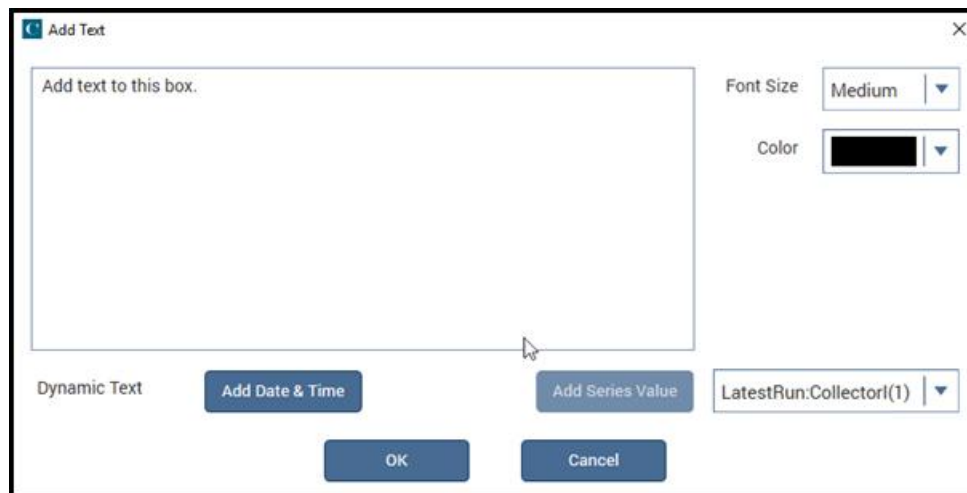 C Add Text
Add text to this box.
Font Size
Medium
Color
Dynamic Text
Add Date & Time
Add Series Value
LatestRun:CollectorI(1)
OK
Cancel